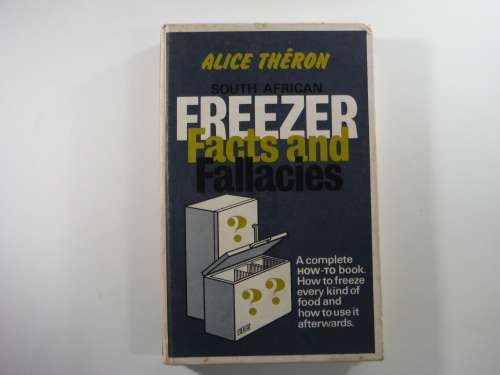 ALICE THÉRON
SOUTH AFRICAN
FREEZER
Facts and
Fallacies
?
? ?
A complete
HOW-TO book.
How to freeze
every kind of
food and
how to use it
afterwards.